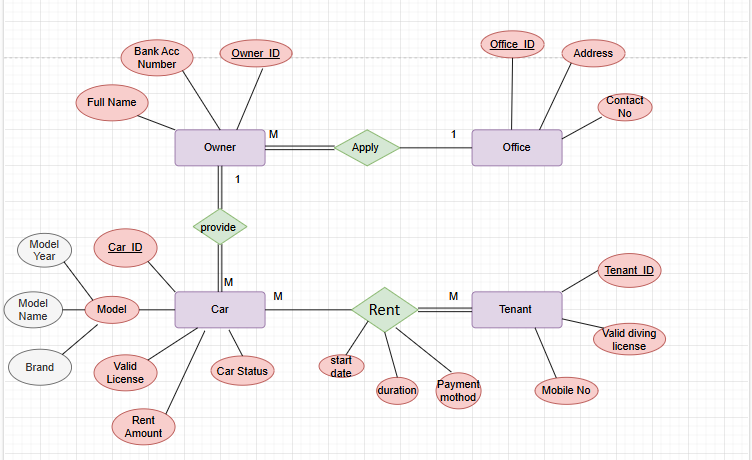 Bank Acc
Number
Owner_ID
Full Name
Office_ID
Address
Contact
No
Owner
M
Apply
1
Office
1
provide
Model
Year
Car_ID
M
Model
Name
Model
Car
M
Rent
M
Tenant
Tenant_ID
Brand
Valid
License
Car Status
start
date
duration
Payment
mothod
Valid diving
license
Mobile No
Rent
Amount